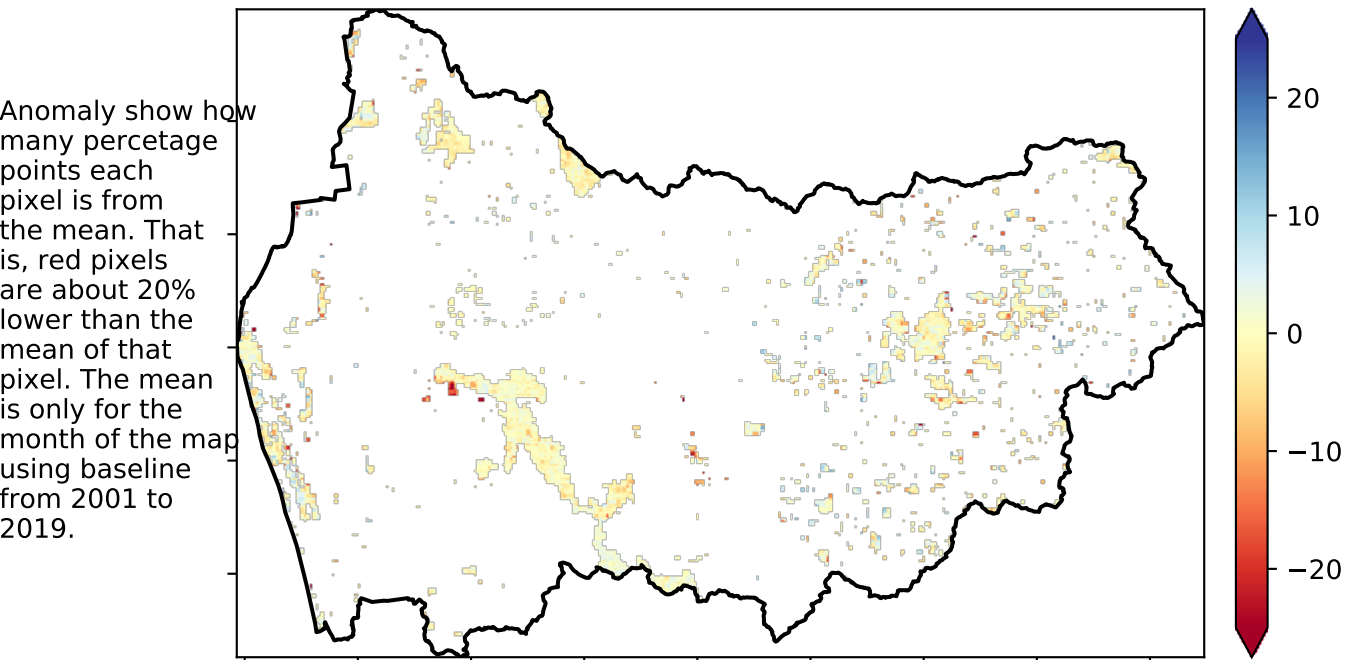 Anomaly show how
many percetage
points each
pixel is from
the mean. That
is, red pixels
are about 20%
lower than the
mean of that
pixel. The mean
is only for the
month of the map
using baseline
from 2001 to
2019.
20
10
0
−10
−20